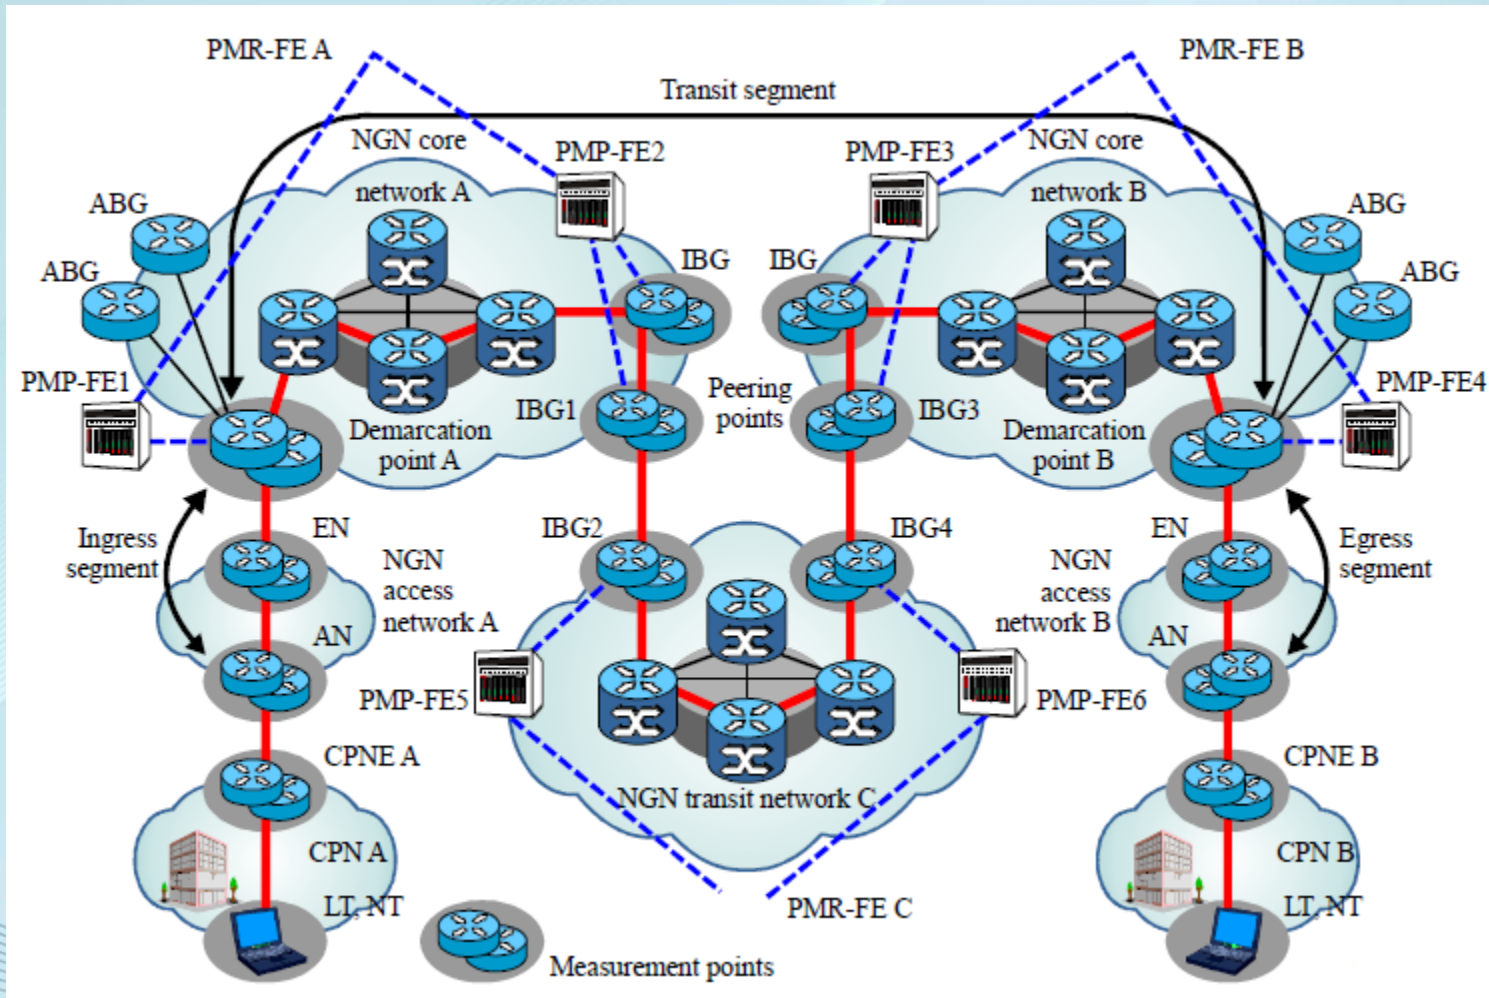 PMR-FE A
PMR-FE B
Transit segment
NGN core
network A
PMP-FE2
PMP-FE3
NGN core
network B
ABG
ABG
ABG
ABG
IBG
IBG
PMP-FE1
IBG1
Peering
points
IBG3
PMP-FE4
Demarcation
point A
Demarcation
point B
Ingress
segment
EN
NGN
access
network A
IBG2
IBG4
EN
NGN
access
network B
Egress
segment
AN
AN
PMP-FE5
PMP-FE6
CPNE A
NGN transit network C
CPNE B
CPN A
CPN B
LT, NT
PMR-FE C
LT, NT
Measurement points